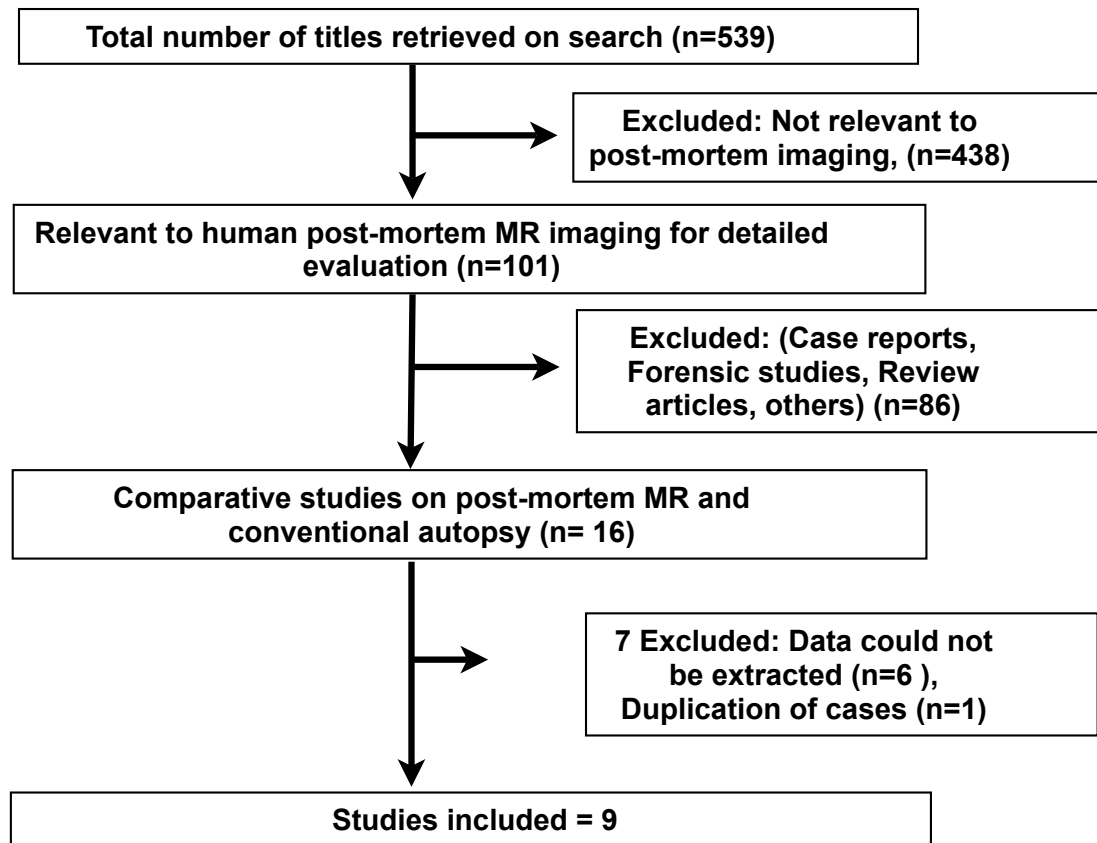 Total number of titles retrieved on search (n=539)
Excluded: Not relevant to
post-mortem imaging, (n=438)
Relevant to human post-mortem MR imaging for detailed
evaluation (n=101)
Excluded: (Case reports,
Forensic studies, Review
articles, others) (n=86)
Comparative studies on post-mortem MR and
conventional autopsy (n= 16)
7 Excluded: Data could not
be extracted (n=6 ),
Duplication of cases (n=1)
Studies included = 9